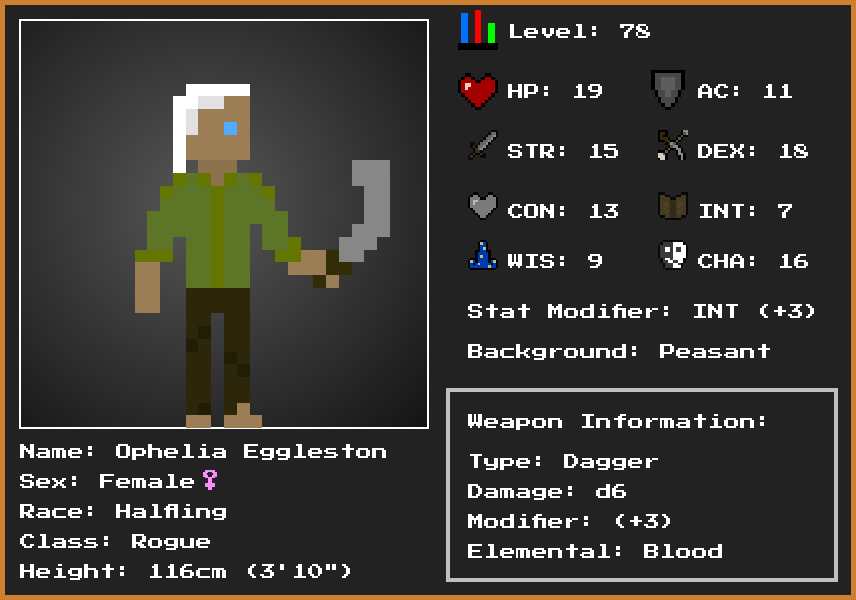 Level: 78
HP: 19
AC: 11
STR: 15
DEX: 18
CON: 13
INT: 7
WIS: 9
CHA: 16
Stat Modifier: INT (+3)
Background: Peasant
Weapon Information:
Type: Dagger
Damage: d6
Modifier: (+3)
Elemental: Blood
Name: Ophelia Eggleston
Sex: Female♀
Race: Halfling
Class: Rogue
Height: 116cm (3'10")